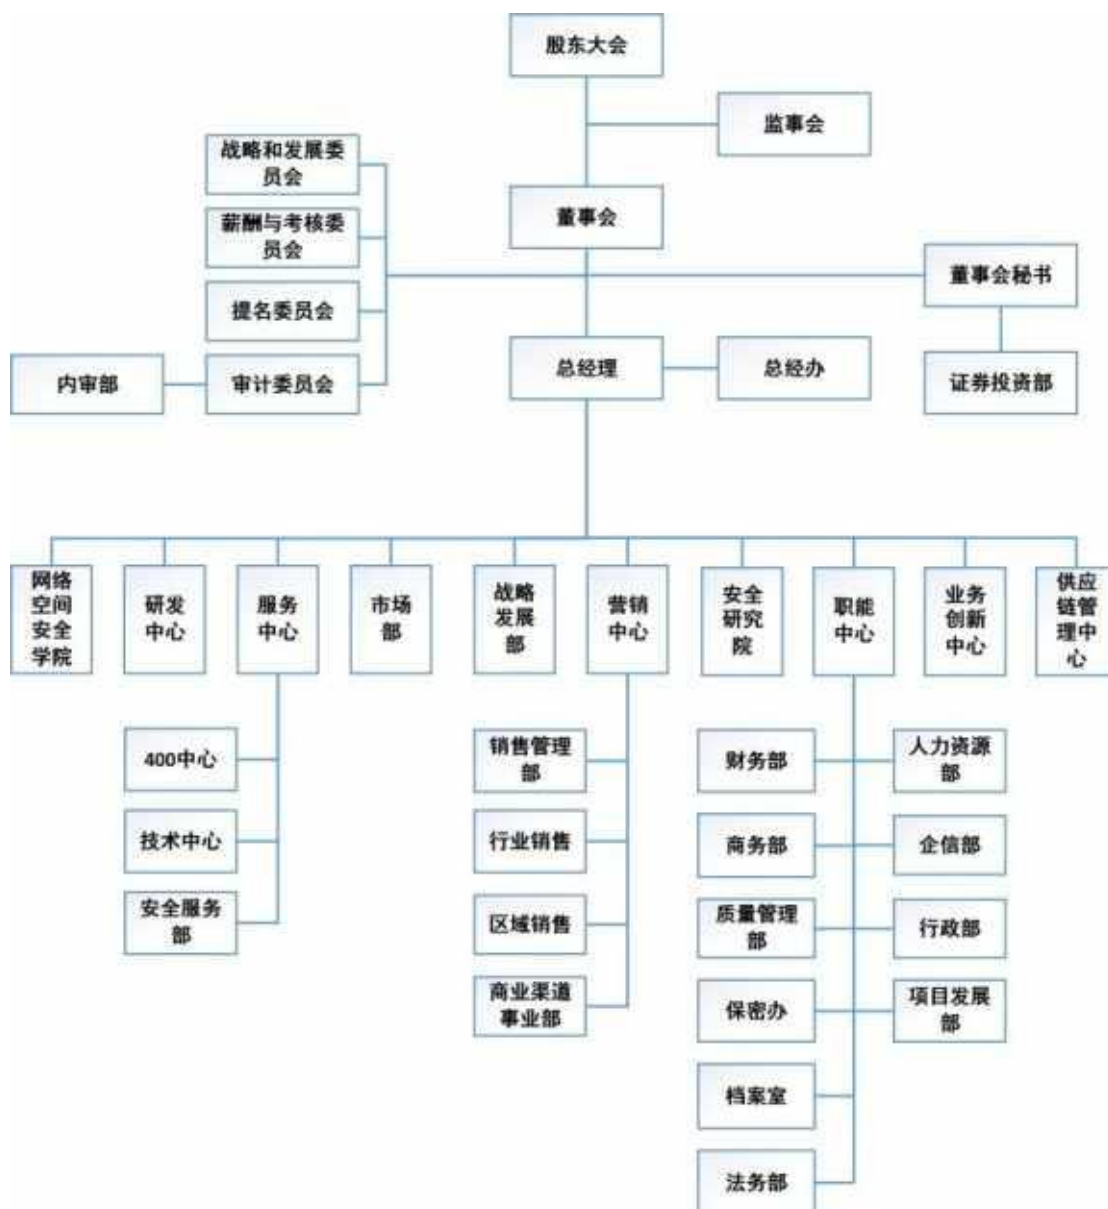 股东大会
监事会
战略和发展委
员会
董事会
薪酬与考核委
员会
董事会秘书
提名委员会
总经理
总经办
内审部
审计委员会
证券投资部
网络
空间
安全
学院
研发
中心
服务
中心
市场
部
战略
发展
部
营销
中心
安全
研究
院
职能
中心
业务
创新
中心
供应
链管
理中
心
400中心
技术中心
安全服务
部
销售管理
部
行业销售
区域销售
商业渠道
事业部
财务部
人力资源
部
商务部
企信部
质量管理
部
行政部
保密办
项目发展
部
档案室
法务部